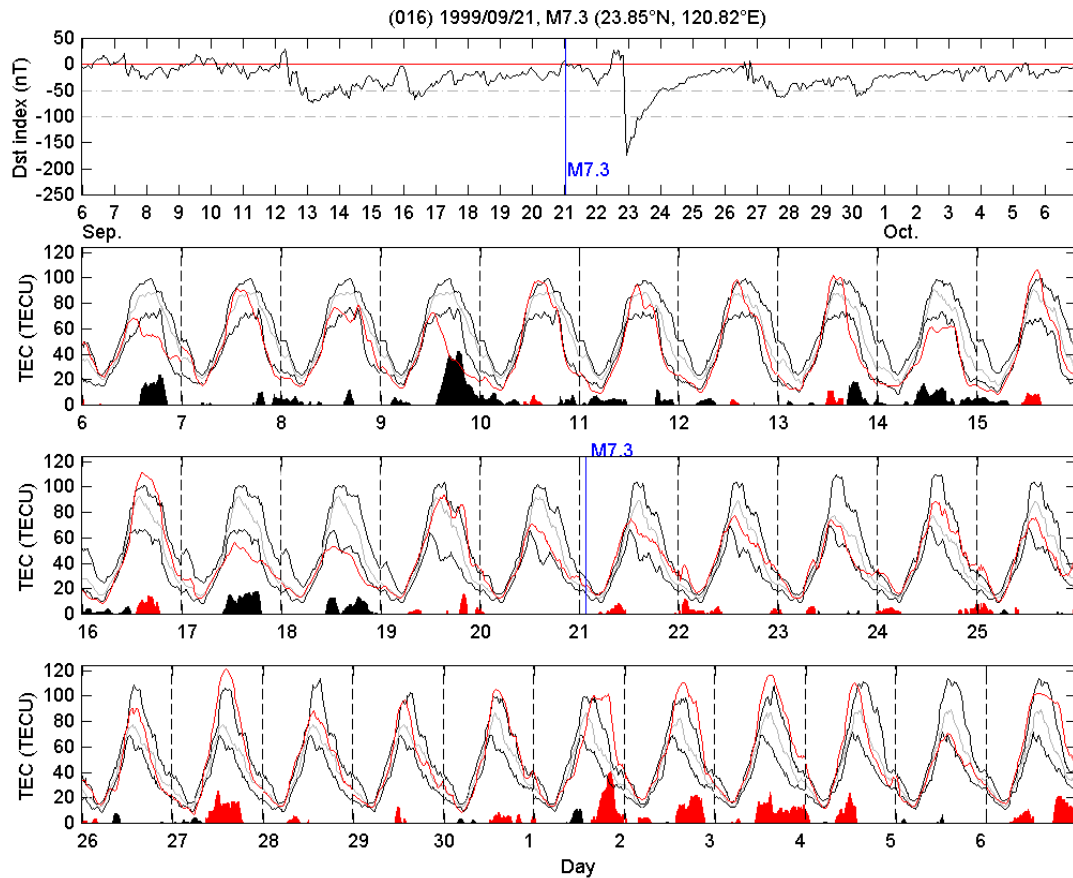 (016) 1999/09/21, M7.3 (23.85°N, 120.82°E)
Dst index (nT)
50
0
-50
-100
-150
-200
-250
M7.3
6 7 8 9 10 11 12 13 14 15 16 17 18 19 20 21 22 23 24 25 26 27 28 29 30 1 2 3 4 5 6
Sep. Oct.
TEC (TECU)
120
100
80
60
40
20
0
6 7 8 9 10 11 12 13 14 15
M7.3
TEC (TECU)
120
100
80
60
40
20
0
16 17 18 19 20 21 22 23 24 25
TEC (TECU)
120
100
80
60
40
20
0
26 27 28 29 30 1 2 3 4 5 6
Day